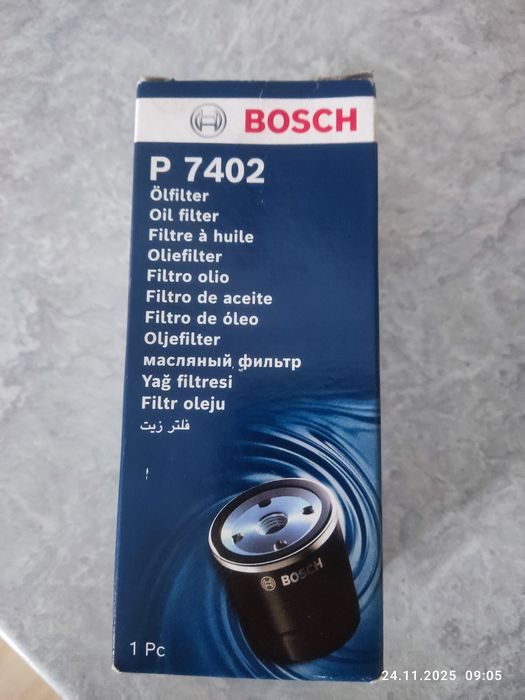 BOSCH
P 7402
Ölfilter
Oil filter
Filtre à huile
Oliefilter
Filtro olio
Filtro de aceite
Filtro de óleo
Oljefilter
масляный фильтр
Yağ filtresi
Filtr oleju
فلتر زيت
BOSCH
1 Pc
24.11.2025 09:05